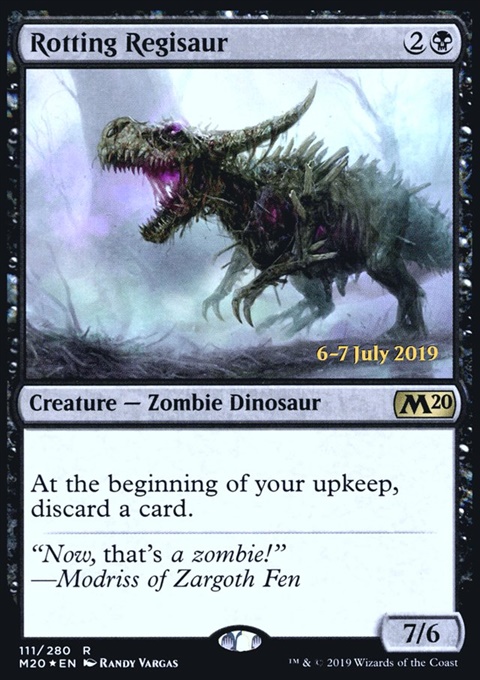 Rotting Regisaur 2
6–7 July 2019
Creature — Zombie Dinosaur M20
At the beginning of your upkeep,
discard a card.
“Now, that’s a zombie!”
—Modriss of Zargoth Fen
7/6
111/280 R
M20 ★ EN Randy Vargas ™ & © 2019 Wizards of the Coast